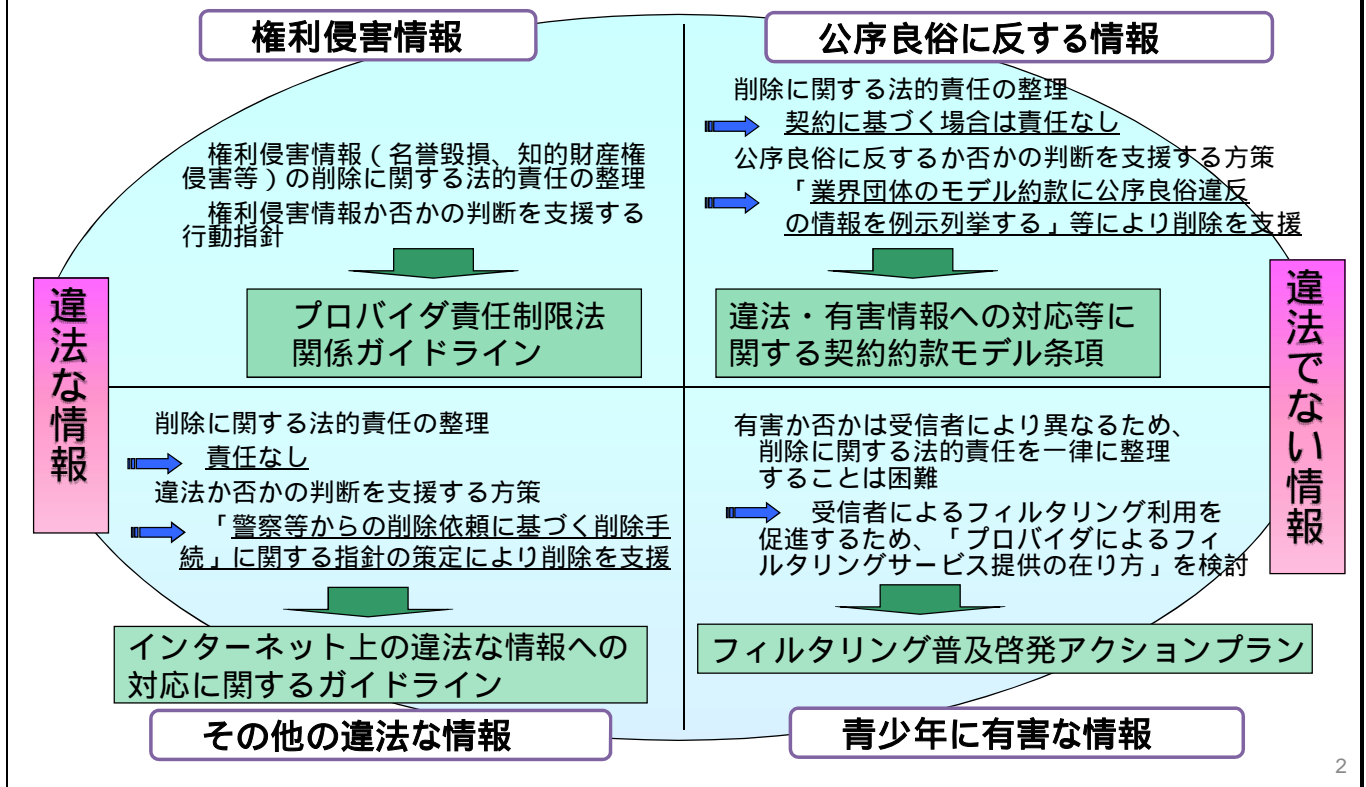 権利侵害情報
権利侵害情報(名誉毀損、知的財産権
侵害等)の削除に関する法的責任の整理
権利侵害情報か否かの判断を支援する
行動指針
プロバイダ責任制限法
関係ガイドライン
公序良俗に反する情報
削除に関する法的責任の整理
契約に基づく場合は責任なし
公序良俗に反するか否かの判断を支援する方策
「業界団体のモデル約款に公序良俗違反
の情報を例示列挙する」等により削除を支援
違法・有害情報への対応等に
関する契約約款モデル条項
違法な情報
違法でない情報
削除に関する法的責任の整理
責任なし
違法か否かの判断を支援する方策
「警察等からの削除依頼に基づく削除手
続」に関する指針の策定により削除を支援
インターネット上の違法な情報への
対応に関するガイドライン
その他の違法な情報
有害か否かは受信者により異なるため、
削除に関する法的責任を一律に整理
することは困難
受信者によるフィルタリング利用を
促進するため、「プロバイダによるフィ
ルタリングサービス提供の在り方」を検討
フィルタリング普及啓発アクションプラン
青少年に有害な情報
2